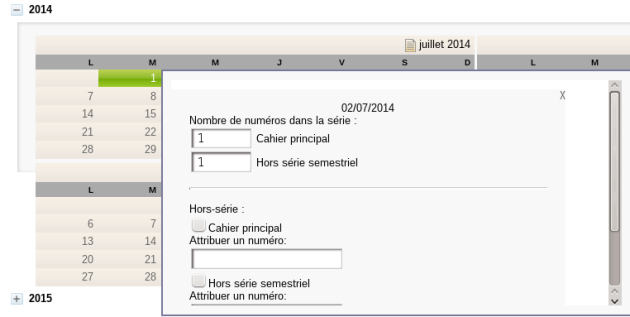 2014
juillet 2014
L M M J V S D L M
1
7 8
14 15
21 22
28 29
L M
6 7
13 14
20 21
27 28
2015
X
02/07/2014
Nombre de numéros dans la série :
1 Cahier principal
1 Hors série semestriel
Hors-série :
Cahier principal
Attribuer un numéro:
Hors série semestriel
Attribuer un numéro: